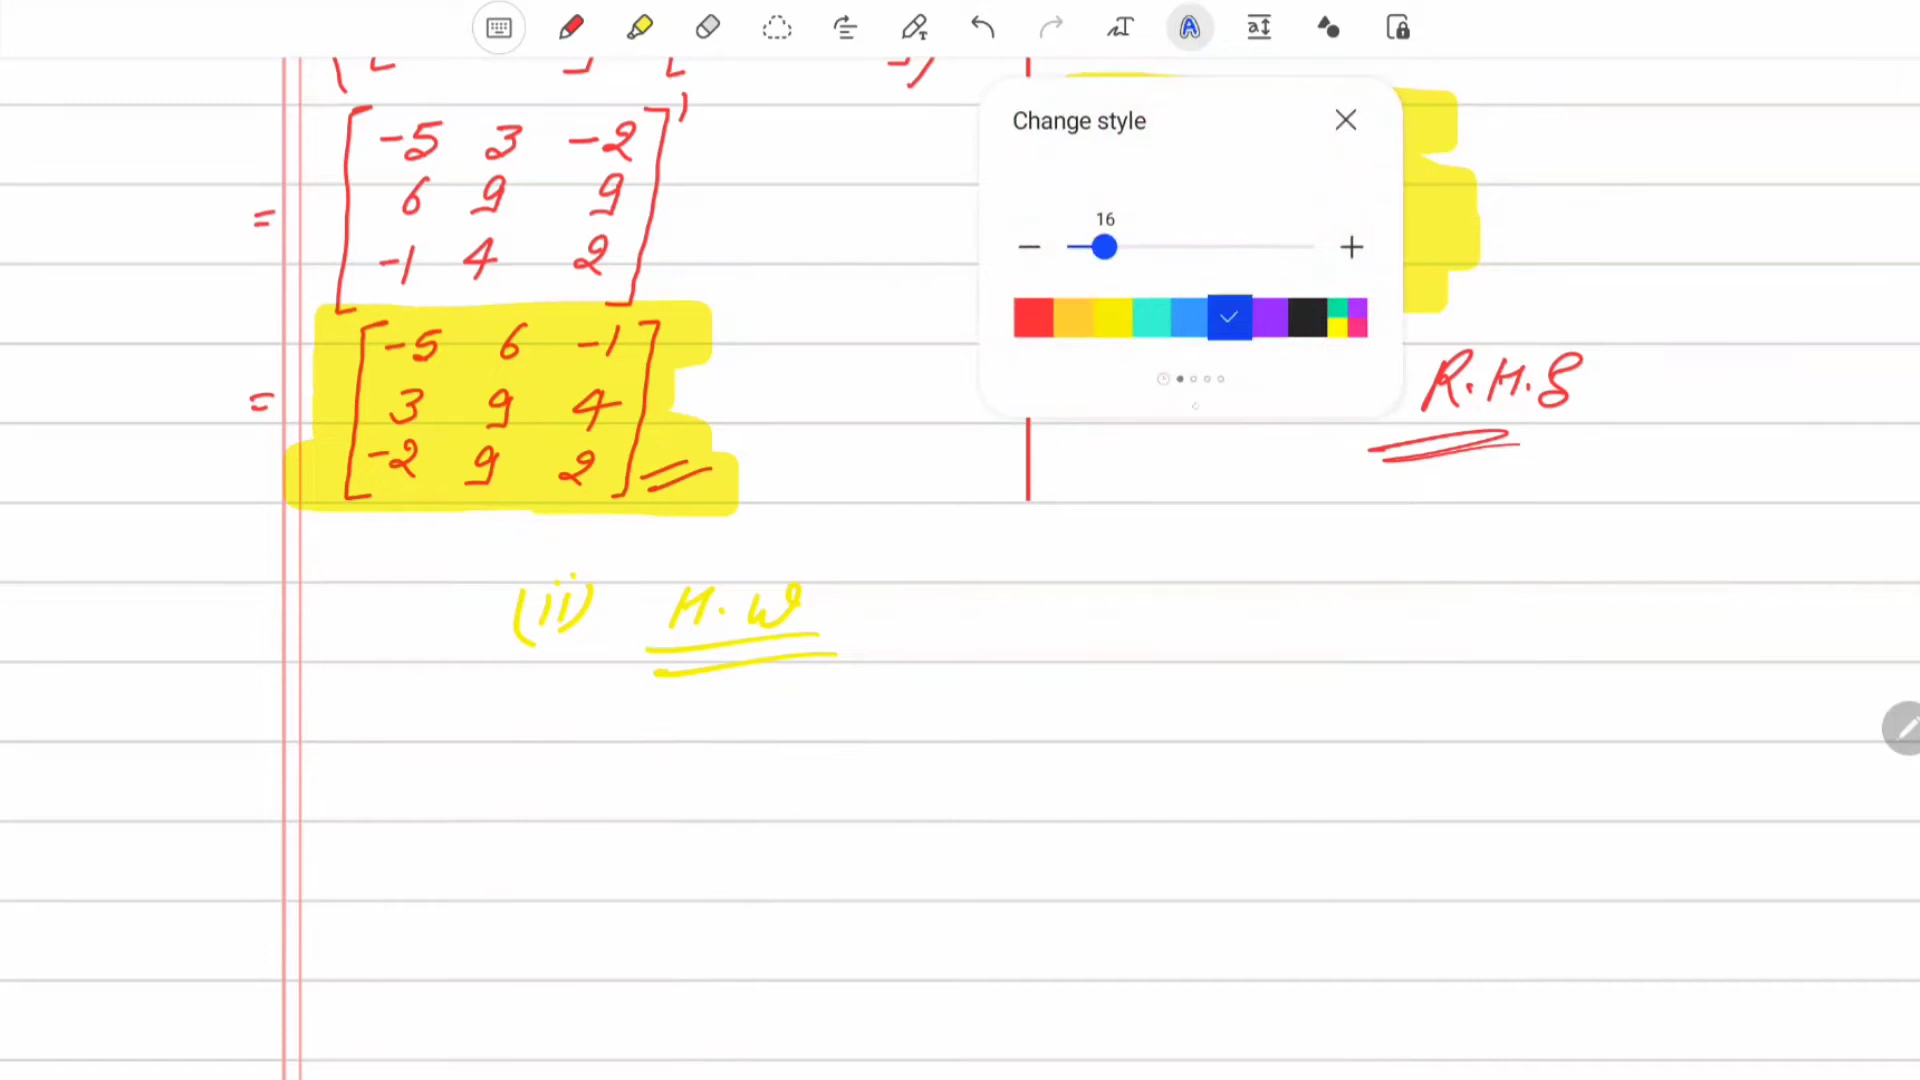 Change style
16
[-5 3 -2
= 6 9 9
-1 4 2]'
[-5 6 -1
= 3 9 4
-2 9 2]
R.H.S
(ii) H.W